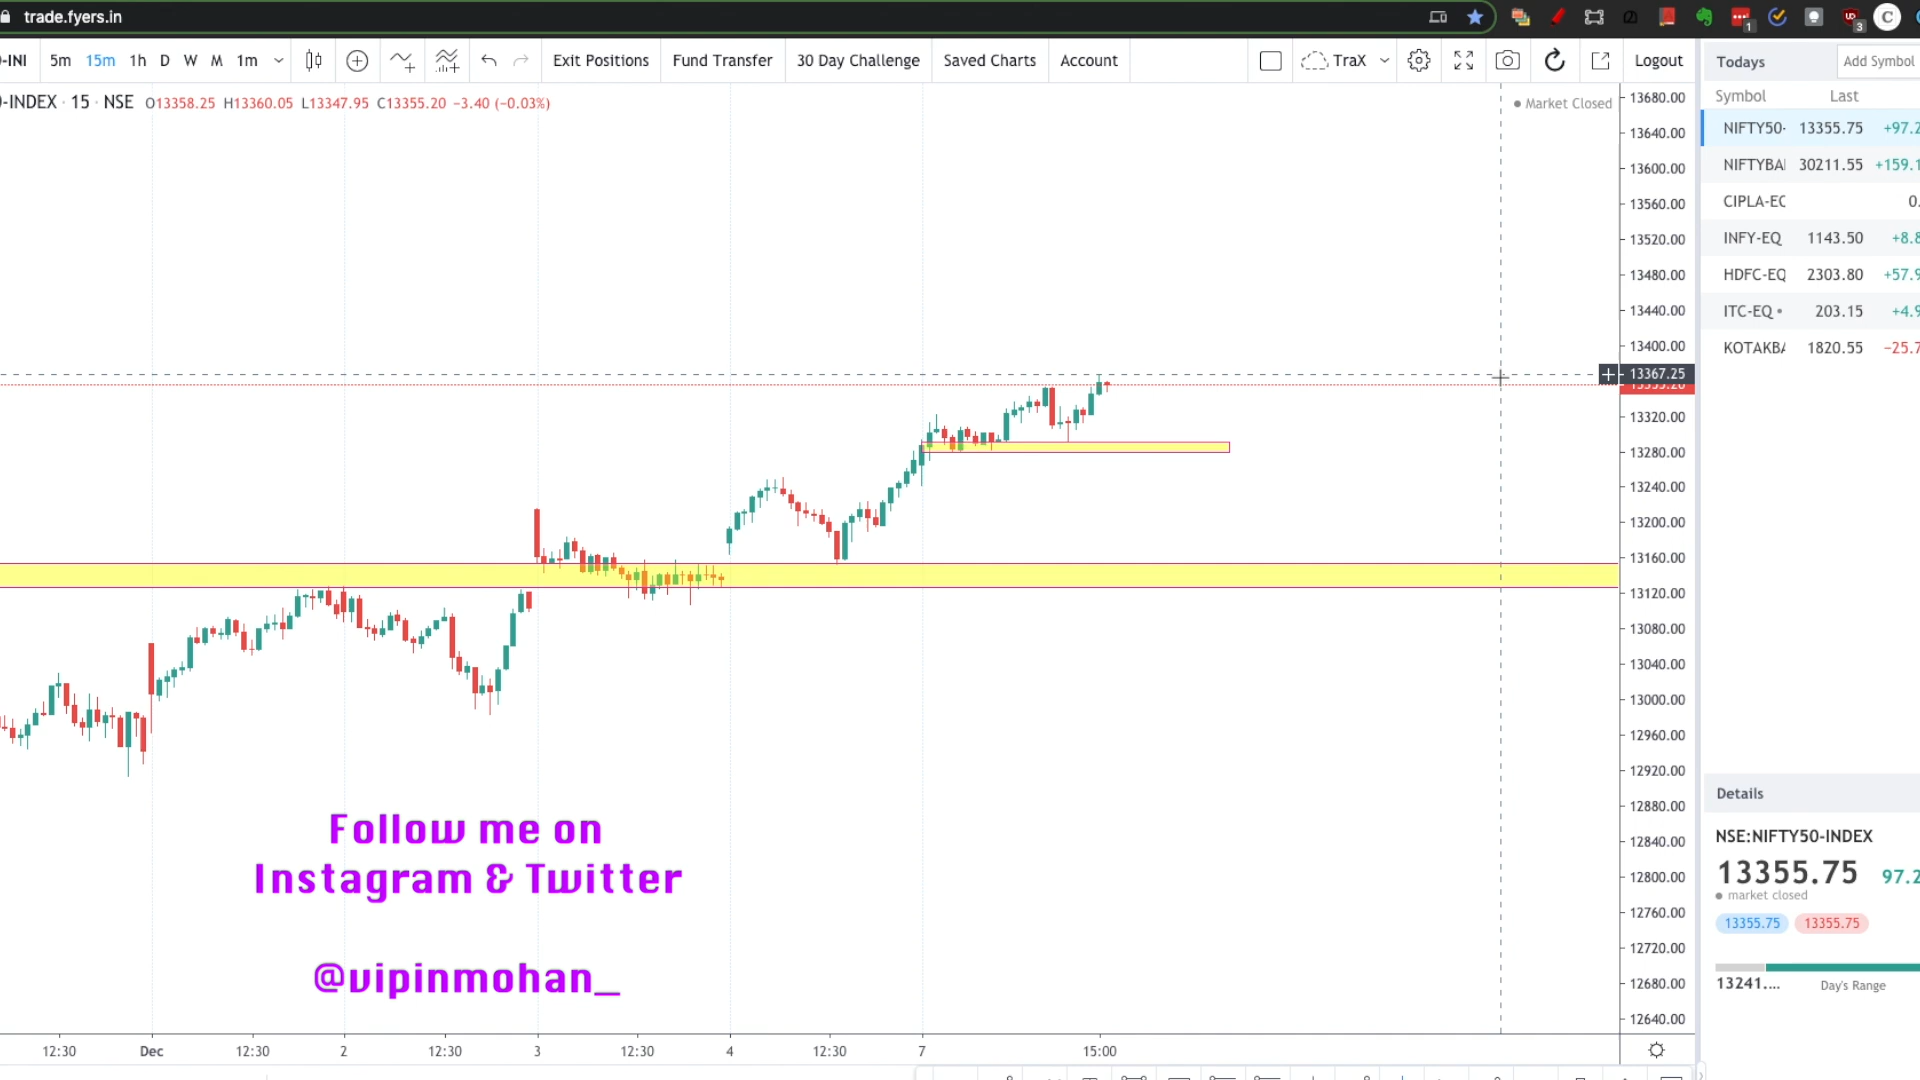 trade.fyers.in
5m 15m 1h D W M 1m Exit Positions Fund Transfer 30 Day Challenge Saved Charts Account TraX Logout
-INDEX · 15 · NSE O13358.25 H13360.05 L13347.95 C13355.20 −3.40 (−0.03%)
Market Closed
13680.00
13640.00
13600.00
13560.00
13520.00
13480.00
13440.00
13400.00
13367.25
13320.00
13280.00
13240.00
13200.00
13160.00
13120.00
13080.00
13040.00
13000.00
12960.00
12920.00
12880.00
12840.00
12800.00
12760.00
12720.00
12680.00
12640.00
12:30 Dec 12:30 2 12:30 3 12:30 4 12:30 7 15:00
Follow me on
Instagram & Twitter
@vipinmohan_
Todays Add Symbol
Symbol Last
NIFTY50- 13355.75 +97.2
NIFTYBA 30211.55 +159.1
CIPLA-EC 0.
INFY-EQ 1143.50 +8.8
HDFC-EQ 2303.80 +57.9
ITC-EQ 203.15 +4.9
KOTAKBA 1820.55 −25.7
Details
NSE:NIFTY50-INDEX
13355.75 97.2
market closed
13355.75 13355.75
13241.... Day's Range